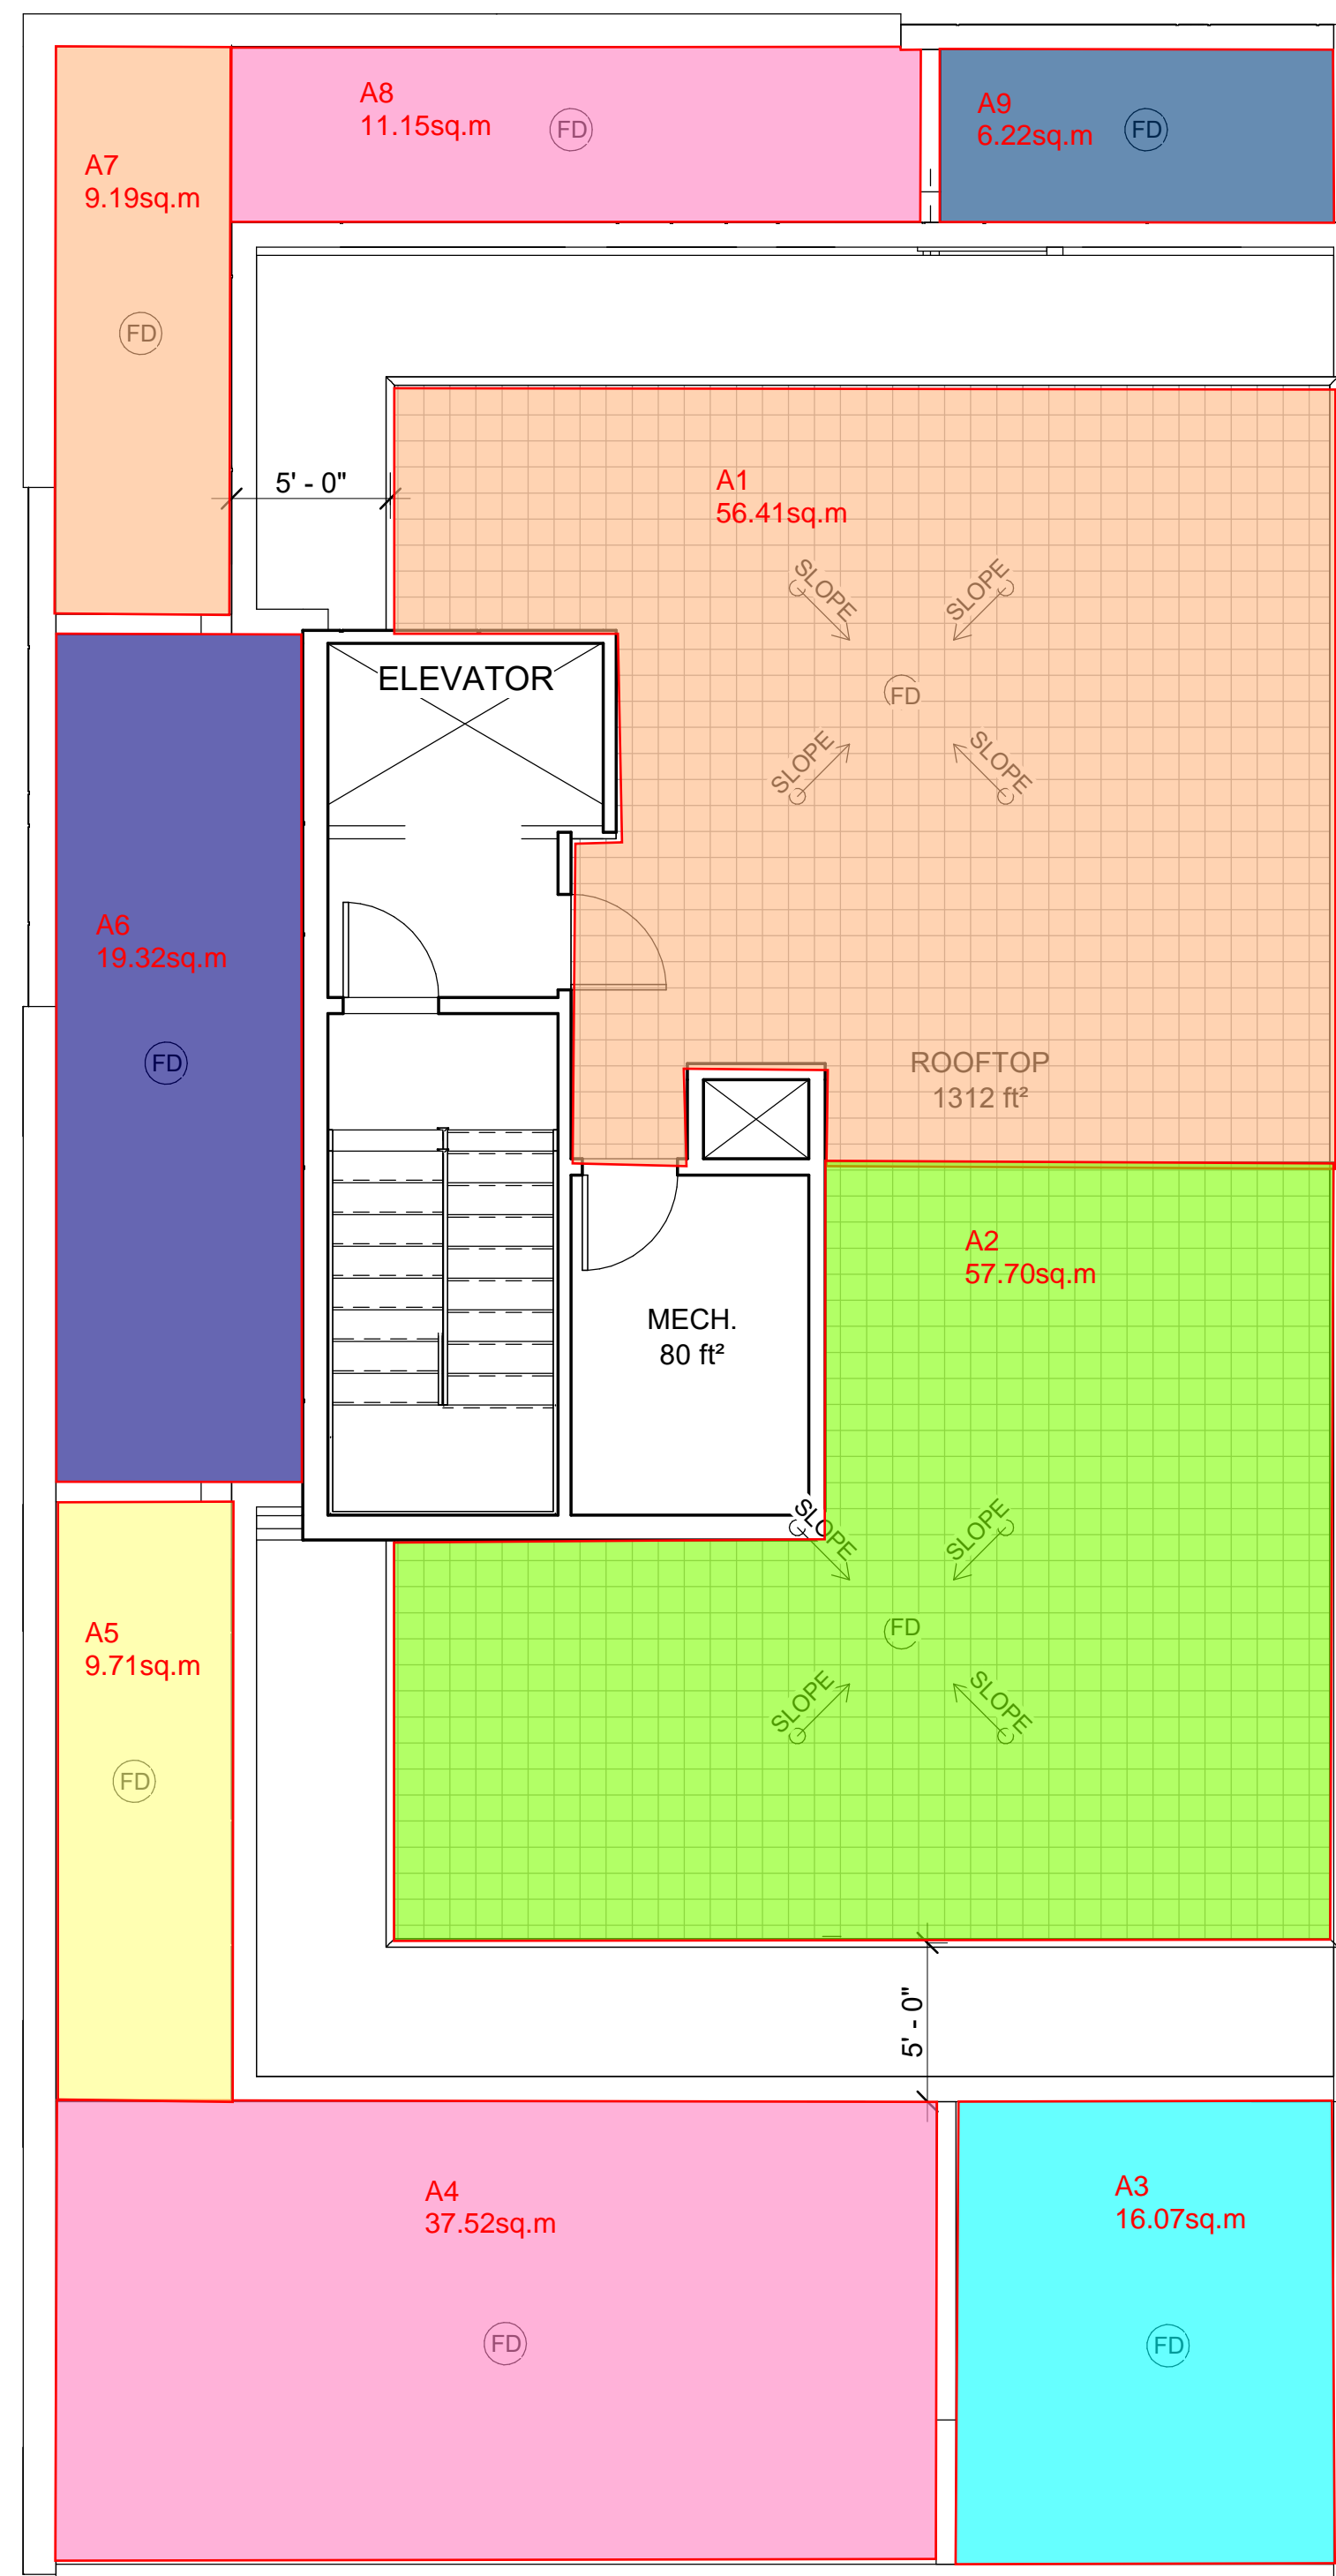 A8
11.15sq.m
FD
A9
6.22sq.m
FD
A7
9.19sq.m
FD
5' - 0"
A1
56.41sq.m
SLOPE
SLOPE
FD
SLOPE
SLOPE
ELEVATOR
A6
19.32sq.m
FD
ROOFTOP
1312 ft²
A2
57.70sq.m
MECH.
80 ft²
SLOPE
SLOPE
FD
SLOPE
SLOPE
A5
9.71sq.m
FD
5' - 0"
A4
37.52sq.m
FD
A3
16.07sq.m
FD